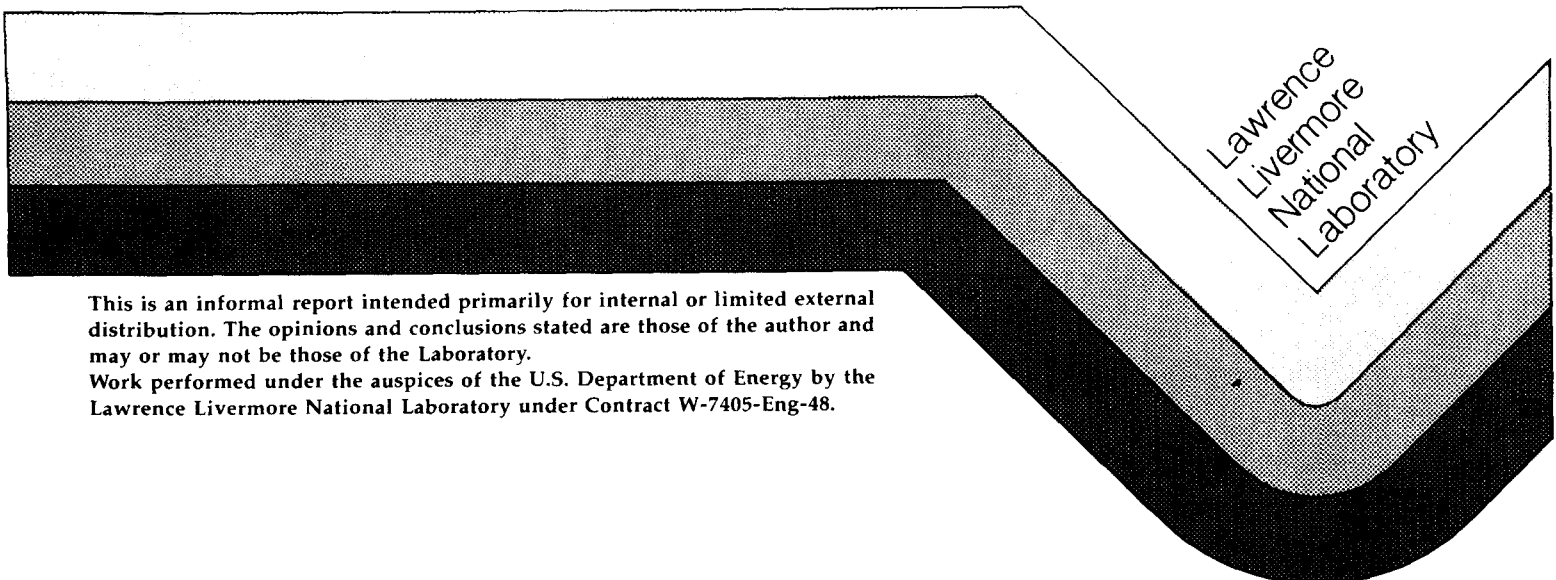 Lawrence
Livermore
National
Laboratory
This is an informal report intended primarily for internal or limited external
distribution. The opinions and conclusions stated are those of the author and
may or may not be those of the Laboratory.
Work performed under the auspices of the U.S. Department of Energy by the
Lawrence Livermore National Laboratory under Contract W-7405-Eng-48.